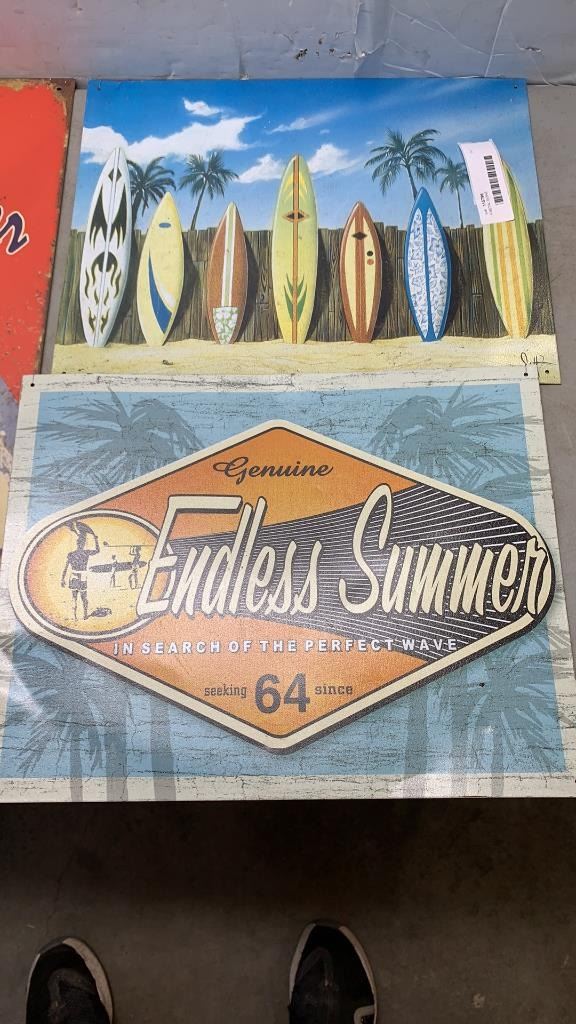 Genuine
Endless Summer
IN SEARCH OF THE PERFECT WAVE
seeking 64 since